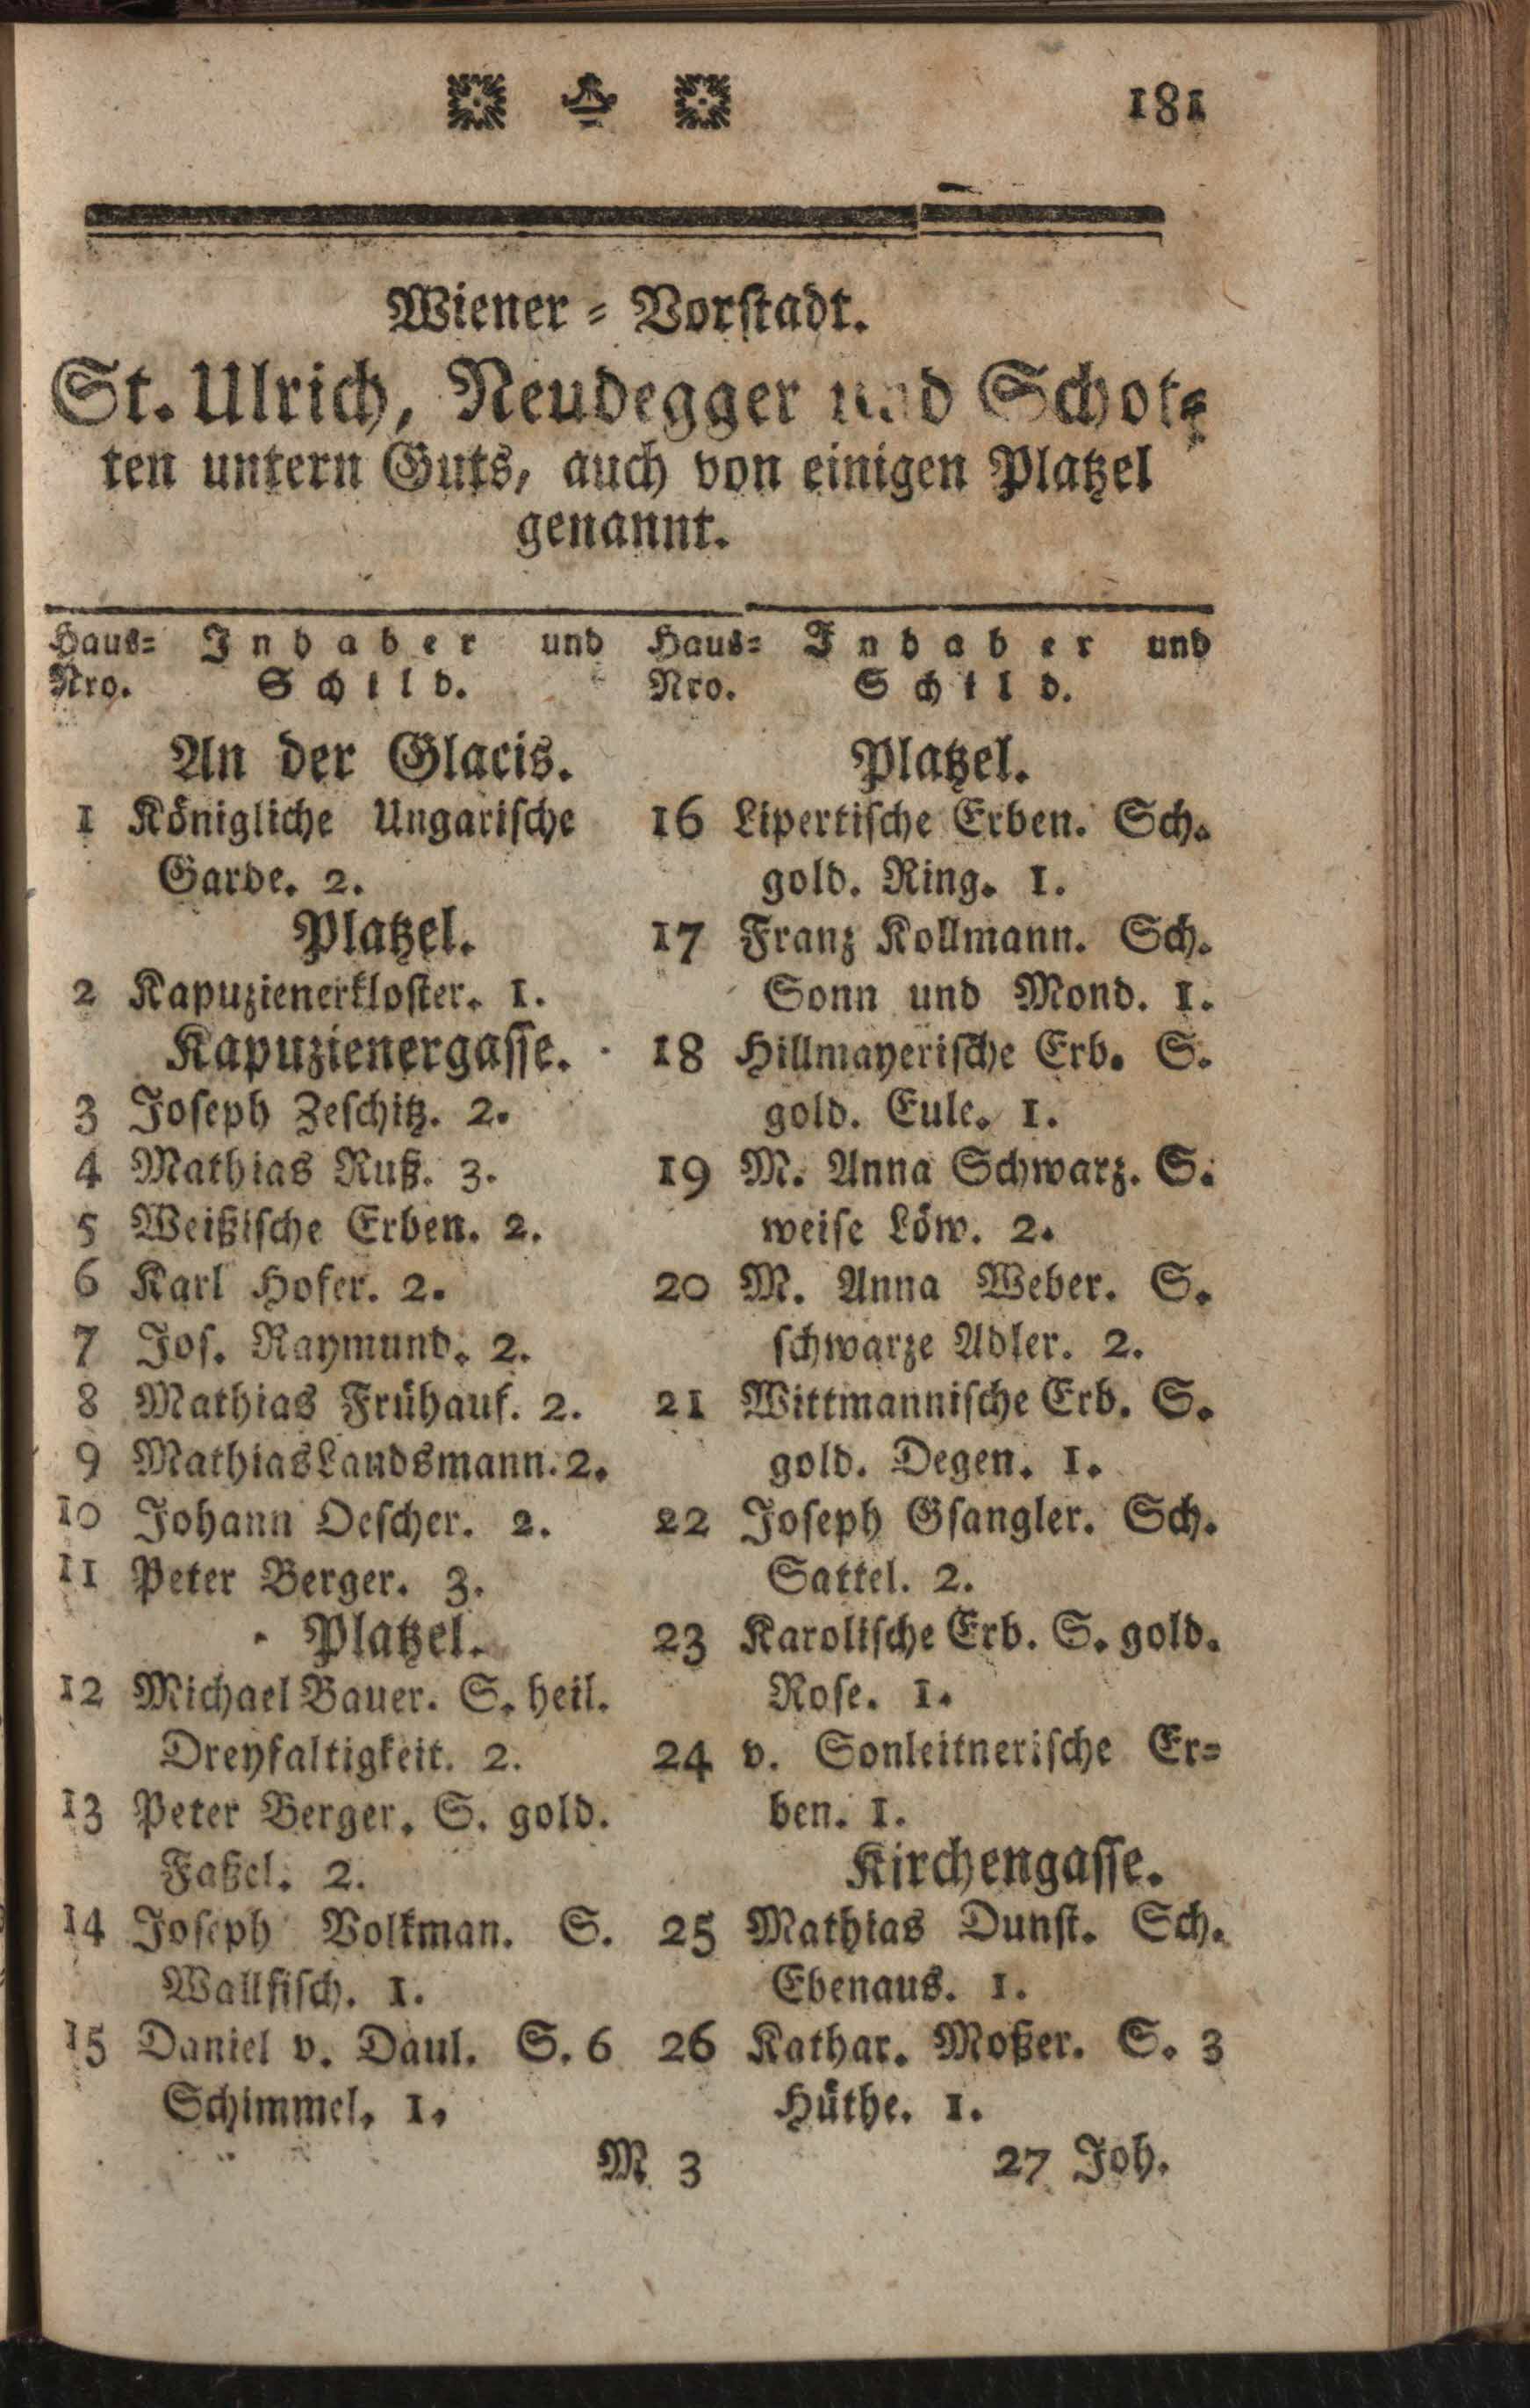 181
Wiener = Vorstadt.
St. Ulrich, Neudegger und Schot=
ten untern Guts, auch von einigen Platzel
genannt.
Haus= Inhaber und
Nro. Schild.
An der Glacis.
1 Königliche Ungarische
Garde. 2.
Platzel.
2 Kapuzienerkloster. 1.
Kapuzienergasse.
3 Joseph Zeschitz. 2.
4 Mathias Ruß. 3.
5 Weißische Erben. 2.
6 Karl Hofer. 2.
7 Jos. Raymund. 2.
8 Mathias Frühauf. 2.
9 Mathias Landsmann. 2.
10 Johann Oescher. 2.
11 Peter Berger. 3.
Platzel.
12 Michael Bauer. S. heil.
Dreyfaltigkeit. 2.
13 Peter Berger. S. gold.
Faßel. 2.
14 Joseph Volkman. S.
Wallfisch. 1.
15 Daniel v. Daul. S. 6
Schimmel. 1.
Haus= Inhaber und
Nro. Schild.
Platzel.
16 Lipertische Erben. Sch.
gold. Ring. 1.
17 Franz Kollmann. Sch.
Sonn und Mond. 1.
18 Hillmayerische Erb. S.
gold. Eule. 1.
19 M. Anna Schwarz. S.
weise Löw. 2.
20 M. Anna Weber. S.
schwarze Adler. 2.
21 Wittmannische Erb. S.
gold. Degen. 1.
22 Joseph Gsangler. Sch.
Sattel. 2.
23 Karolische Erb. S. gold.
Rose. 1.
24 v. Sonleitnerische Er=
ben. 1.
Kirchengasse.
25 Mathias Dunst. Sch.
Ebenaus. 1.
26 Kathar. Moßer. S. 3
Hüthe. 1.
M 3
27 Joh.